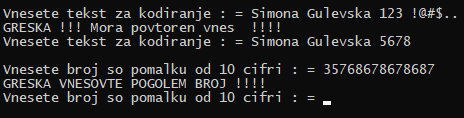 Vnesete tekst za kodiranje : = Simona Gulevska 123 !@#$..
GRESKA !!! Mora povtoren vnes  !!!!
Vnesete tekst za kodiranje : = Simona Gulevska 5678
Vnesete broj so pomalku od 10 cifri : = 35768678678687
GRESKA VNESOVTE POGOLEM BROJ !!!!
Vnesete broj so pomalku od 10 cifri : = _